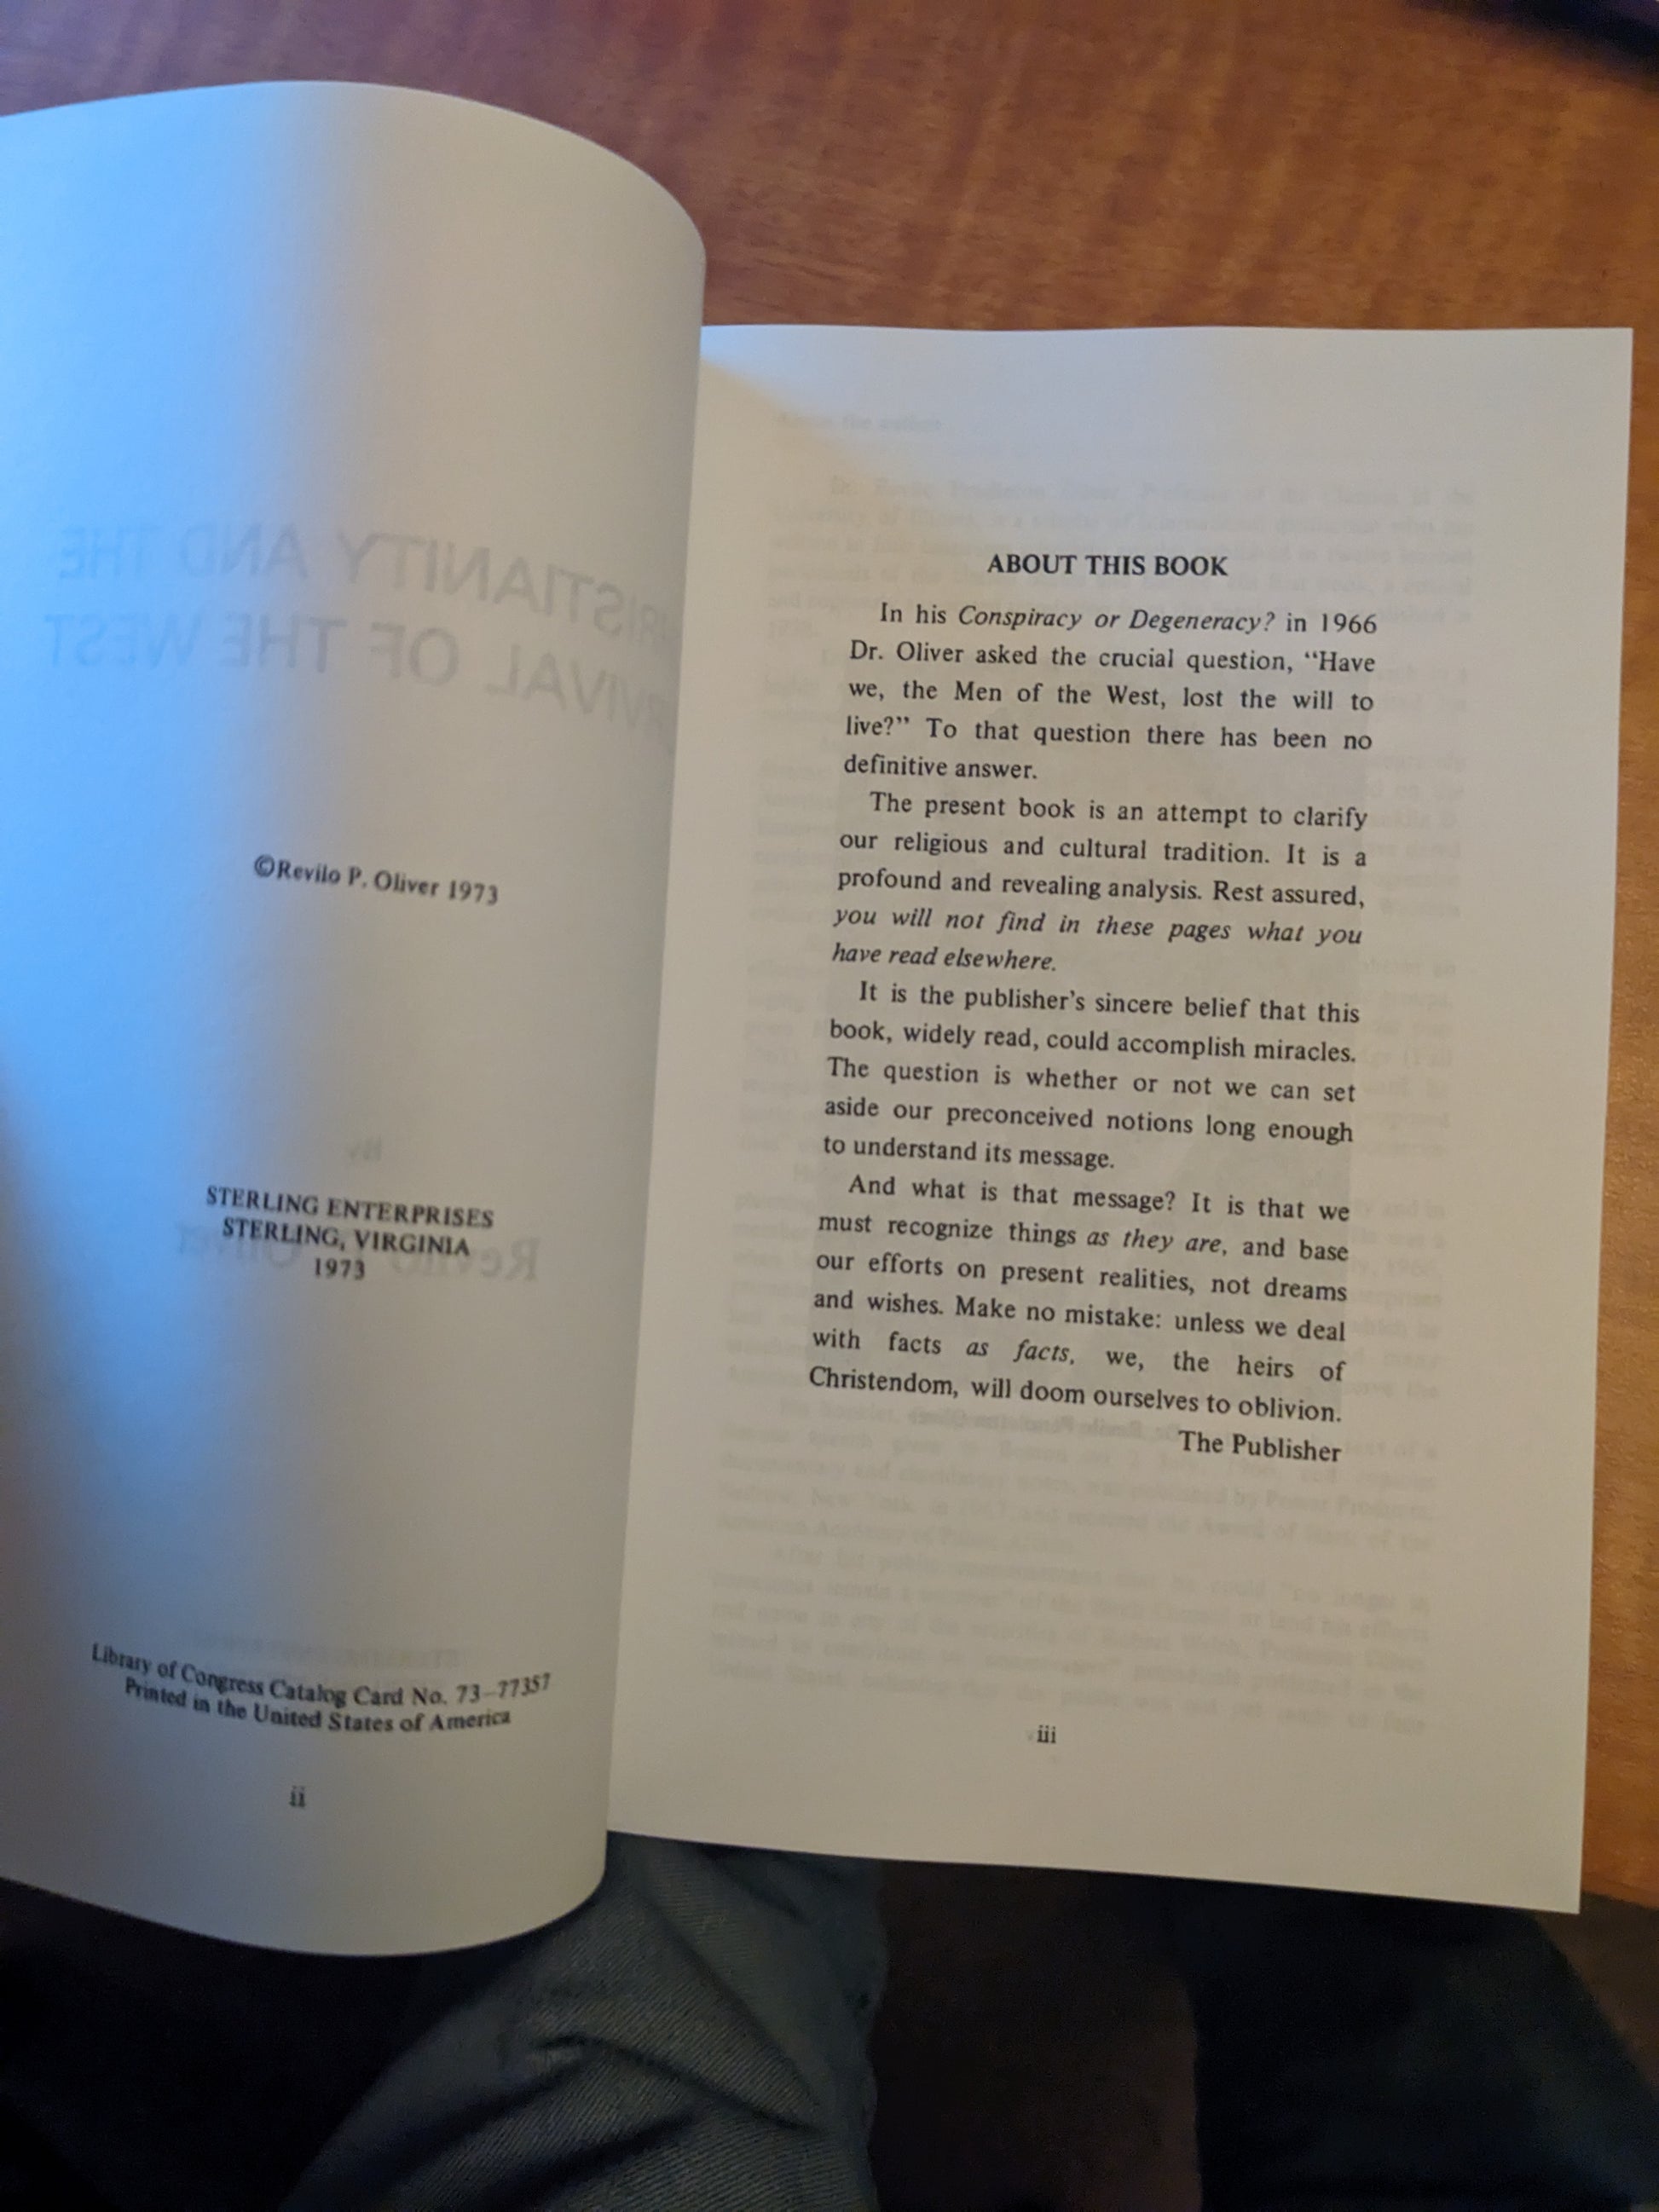 ©Revilo P. Oliver 1973
STERLING ENTERPRISES
STERLING, VIRGINIA
1973
Library of Congress Catalog Card No. 73-77357
Printed in the United States of America
ii
ABOUT THIS BOOK
In his Conspiracy or Degeneracy? in 1966
Dr. Oliver asked the crucial question, “Have
we, the Men of the West, lost the will to
live?” To that question there has been no
definitive answer.
The present book is an attempt to clarify
our religious and cultural tradition. It is a
profound and revealing analysis. Rest assured,
you will not find in these pages what you
have read elsewhere.
It is the publisher’s sincere belief that this
book, widely read, could accomplish miracles.
The question is whether or not we can set
aside our preconceived notions long enough
to understand its message.
And what is that message? It is that we
must recognize things as they are, and base
our efforts on present realities, not dreams
and wishes. Make no mistake: unless we deal
with facts as facts, we, the heirs of
Christendom, will doom ourselves to oblivion.
The Publisher
iii